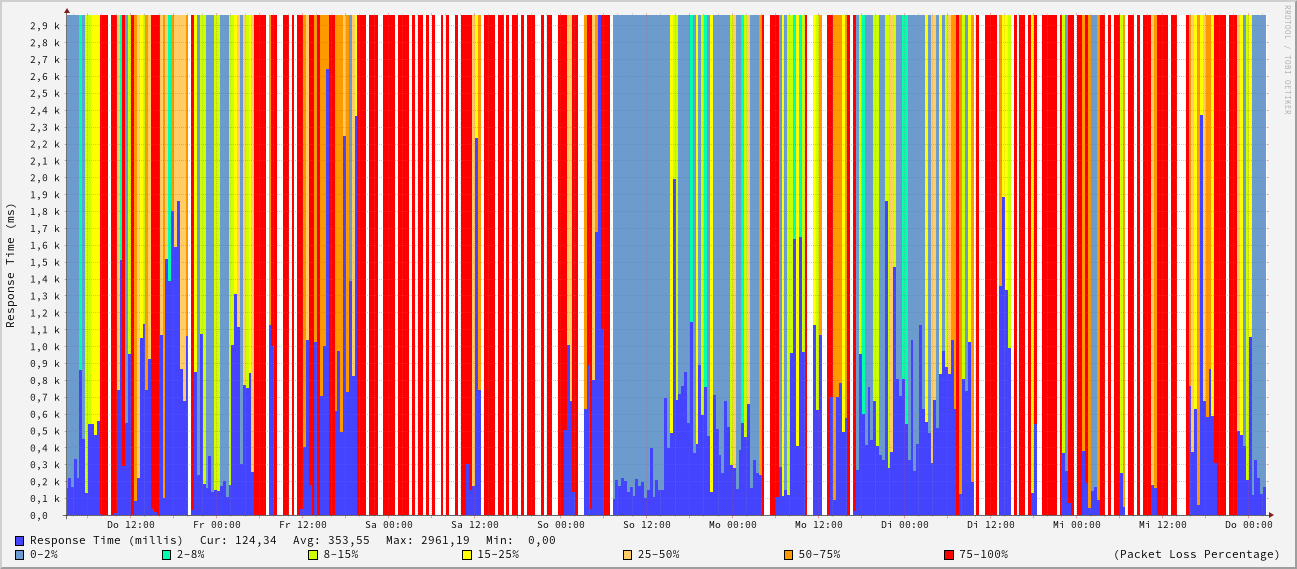 RRDTOOL / TOBI OETIKER
Response Time (ms)
2,9 k
2,8 k
2,7 k
2,6 k
2,5 k
2,4 k
2,3 k
2,2 k
2,1 k
2,0 k
1,9 k
1,8 k
1,7 k
1,6 k
1,5 k
1,4 k
1,3 k
1,2 k
1,1 k
1,0 k
0,9 k
0,8 k
0,7 k
0,6 k
0,5 k
0,4 k
0,3 k
0,2 k
0,1 k
0,0
Do 12:00 Fr 00:00 Fr 12:00 Sa 00:00 Sa 12:00 So 00:00 So 12:00 Mo 00:00 Mo 12:00 Di 00:00 Di 12:00 Mi 00:00 Mi 12:00 Do 00:00
Response Time (millis) Cur: 124,34 Avg: 353,55 Max: 2961,19 Min: 0,00
0-2% 2-8% 8-15% 15-25% 25-50% 50-75% 75-100% (Packet Loss Percentage)